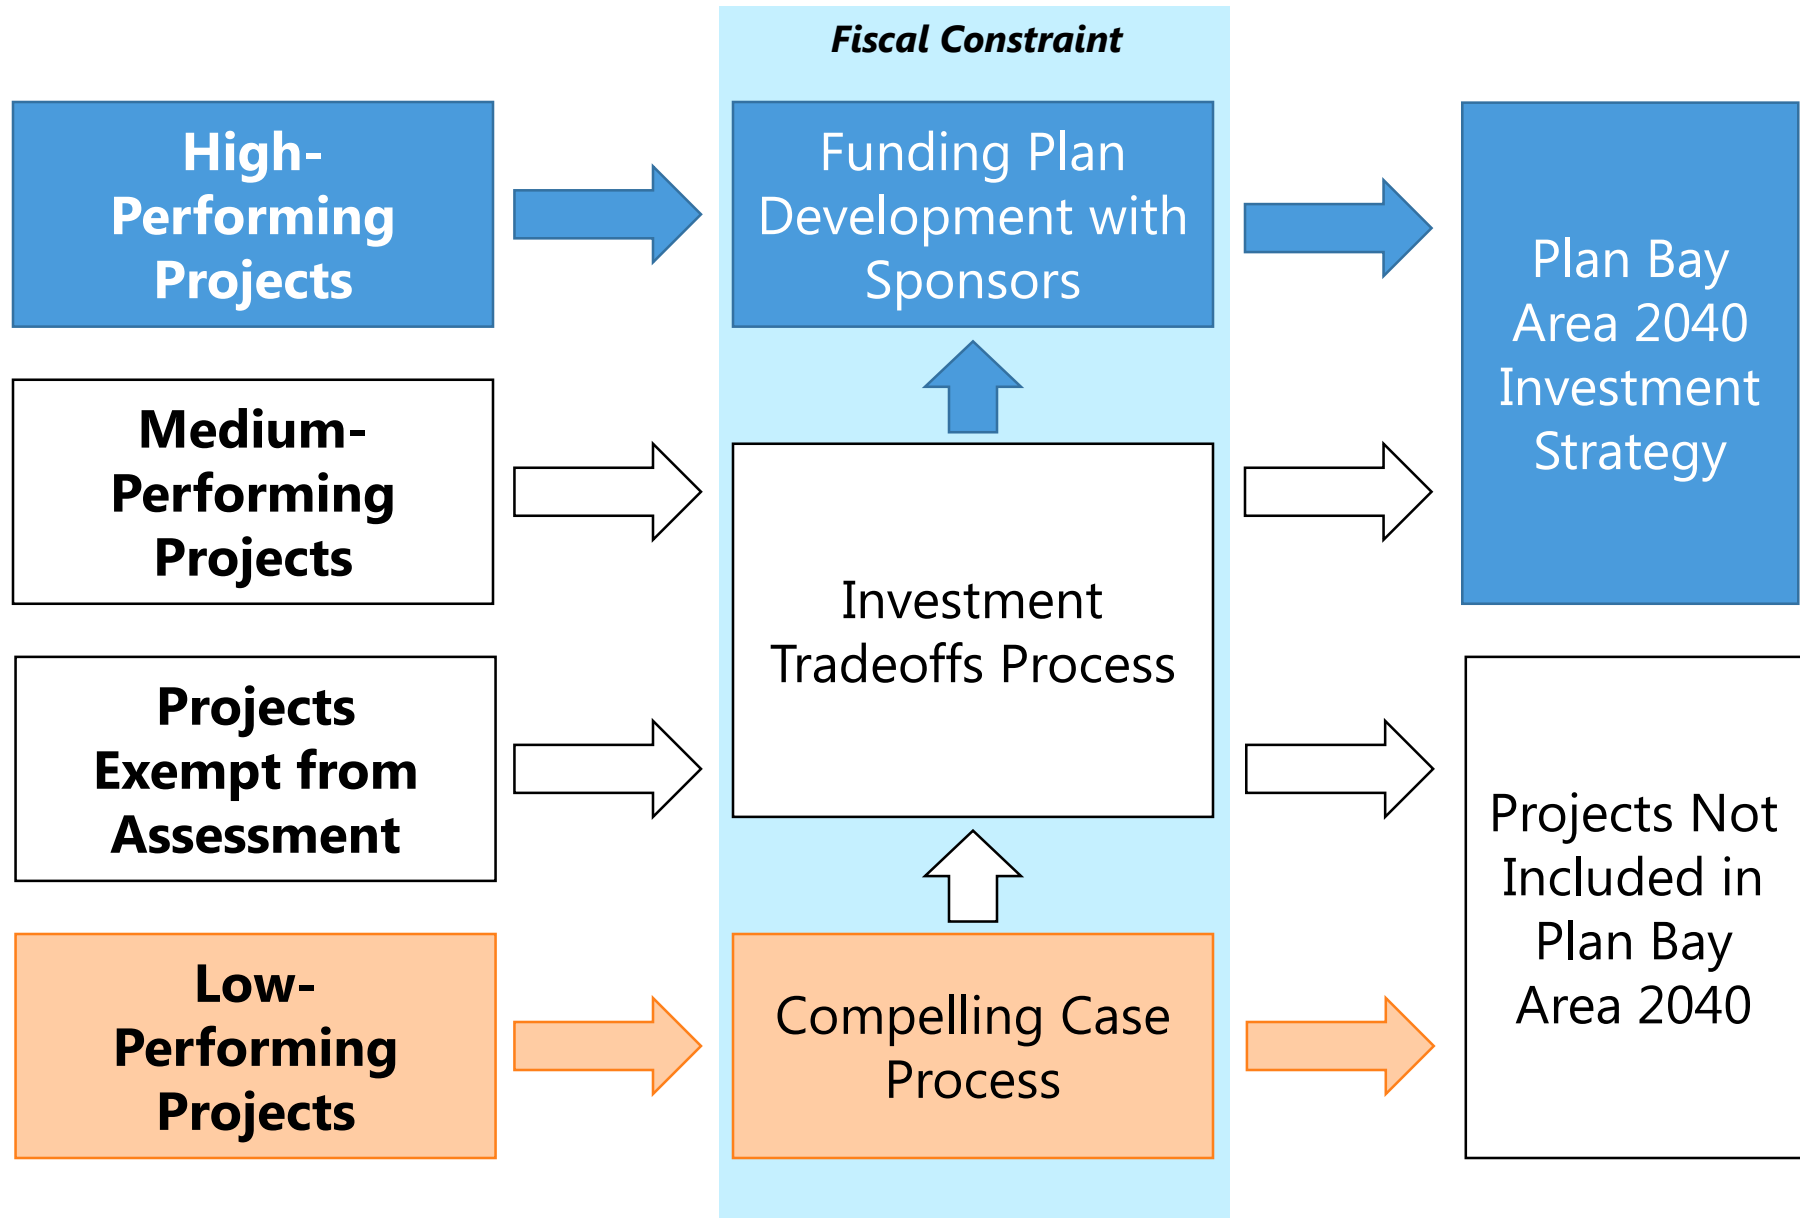 Fiscal Constraint
High-
Performing
Projects
Funding Plan
Development with
Sponsors
Plan Bay
Area 2040
Investment
Strategy
Medium-
Performing
Projects
Investment
Tradeoffs Process
Projects
Exempt from
Assessment
Projects Not
Included in
Plan Bay
Area 2040
Low-
Performing
Projects
Compelling Case
Process